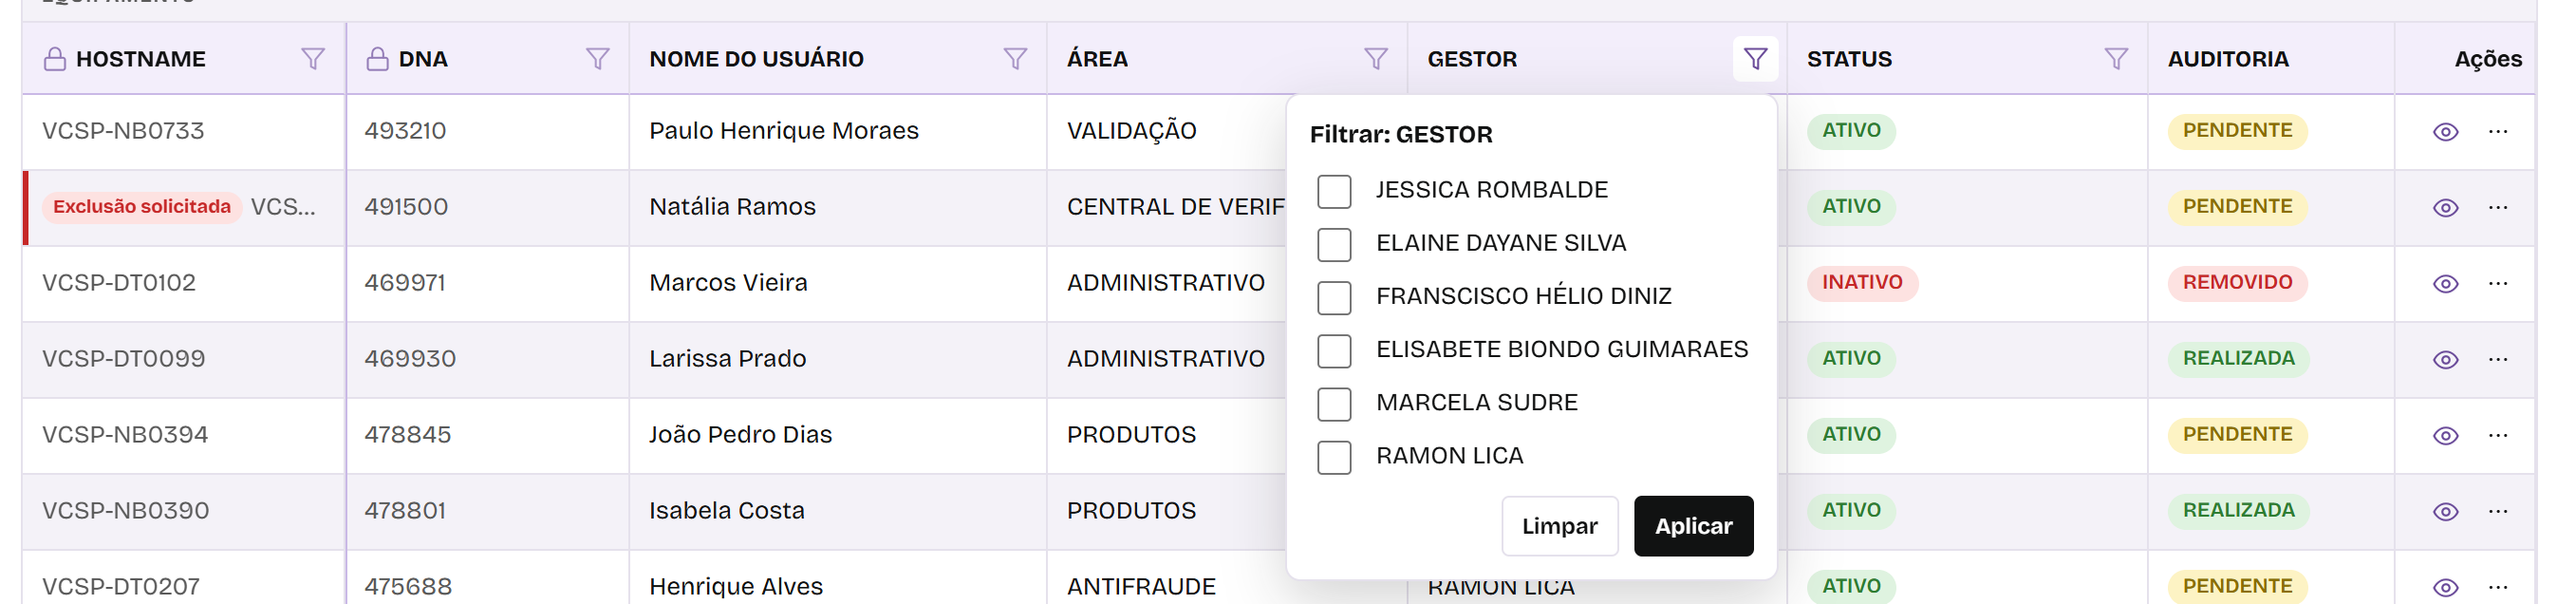 EQUIPAMENTO
HOSTNAME DNA NOME DO USUÁRIO ÁREA GESTOR STATUS AUDITORIA Ações
VCSP-NB0733 493210 Paulo Henrique Moraes VALIDAÇÃO ATIVO PENDENTE ...
Exclusão solicitada VCS... 491500 Natália Ramos CENTRAL DE VERIF ATIVO PENDENTE ...
VCSP-DT0102 469971 Marcos Vieira ADMINISTRATIVO INATIVO REMOVIDO ...
VCSP-DT0099 469930 Larissa Prado ADMINISTRATIVO ATIVO REALIZADA ...
VCSP-NB0394 478845 João Pedro Dias PRODUTOS ATIVO PENDENTE ...
VCSP-NB0390 478801 Isabela Costa PRODUTOS ATIVO REALIZADA ...
VCSP-DT0207 475688 Henrique Alves ANTIFRAUDE RAMON LICA ATIVO PENDENTE ...
Filtrar: GESTOR
JESSICA ROMBALDE
ELAINE DAYANE SILVA
FRANSCISCO HÉLIO DINIZ
ELISABETE BIONDO GUIMARAES
MARCELA SUDRE
RAMON LICA
Limpar Aplicar